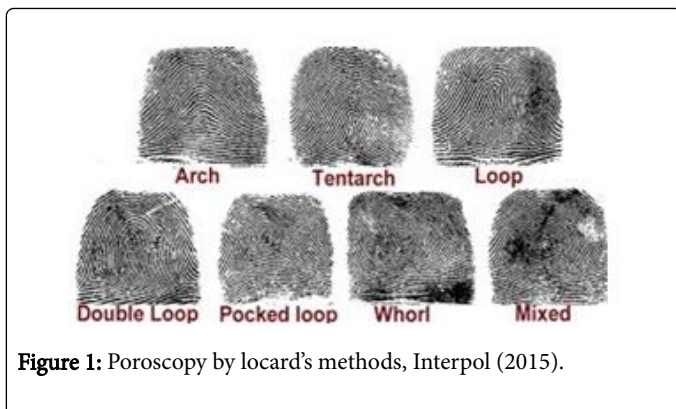 Arch Tentarch Loop
Double Loop Pocked loop Whorl Mixed
Figure 1: Poroscopy by locard’s methods, Interpol (2015).